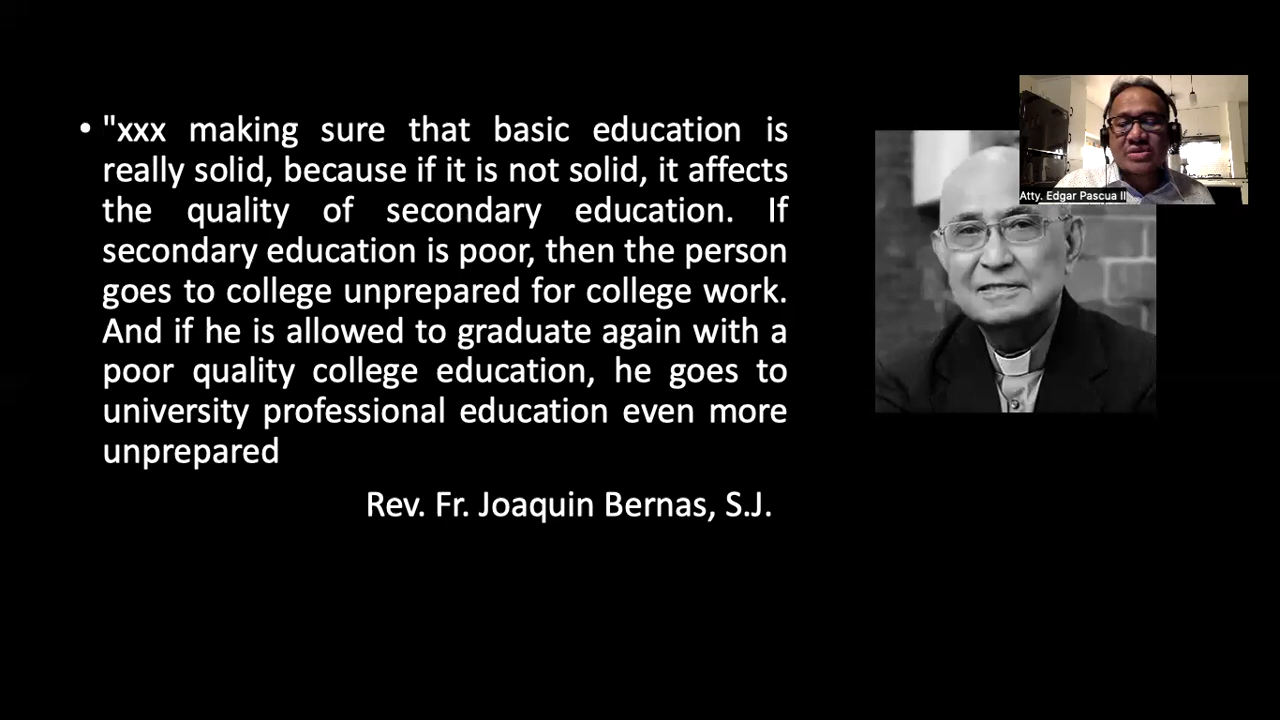 • "xxx making sure that basic education is
really solid, because if it is not solid, it affects
the quality of secondary education. If
secondary education is poor, then the person
goes to college unprepared for college work.
And if he is allowed to graduate again with a
poor quality college education, he goes to
university professional education even more
unprepared
Rev. Fr. Joaquin Bernas, S.J.
Atty. Edgar Pascua II